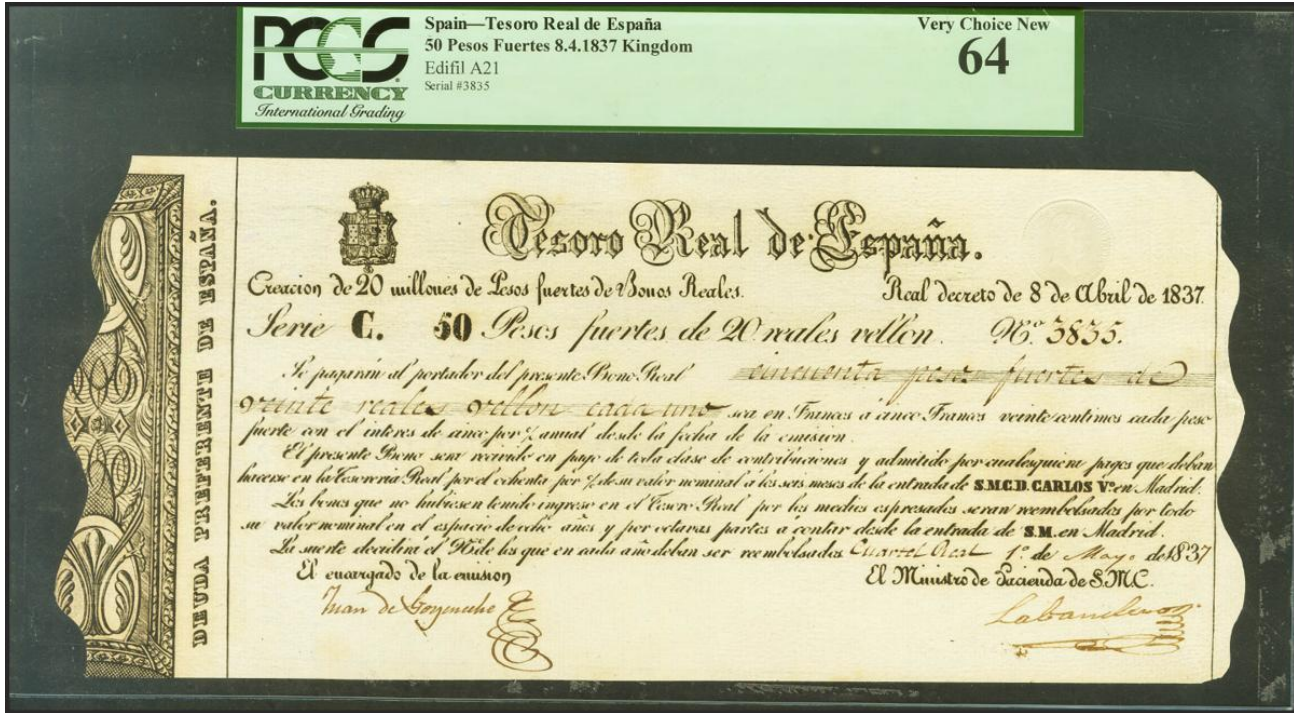 PCGS
CURRENCY
International Grading
Spain—Tesoro Real de España
50 Pesos Fuertes 8.4.1837 Kingdom
Edifil A21
Serial #3835
Very Choice New
64
DEUDA PREFERENTE DE ESPAÑA.
Tesoro Real de España.
Creacion de 20 millones de Pesos fuertes de Bonos Reales.
Real decreto de 8 de Abril de 1837.
Serie C. 50 Pesos fuertes de 20 reales vellon. Nº 3835.
Se pagarán al portador del presente Bono Real cincuenta pesos fuertes de
veinte reales vellon cada uno sea en Francos á cinco Francos veinte centimos cada peso
fuerte con el interes de cinco por % anual desde la fecha de la emision.
El presente Bono sera recivido en pago de toda clase de contribuciones y admitido por cualesquiera pagos que deban
hacerse en la Tesoreria Real por el ochenta por % de su valor nominal á los seis meses de la entrada de S.M.C.D. CARLOS Vº en Madrid.
Los bonos que no hubiesen tenido ingreso en el Tesoro Real por los medios espresados seran reembolsados por todo
su valor nominal en el espacio de ocho años y por octavas partes á contar desde la entrada de S.M. en Madrid.
La suerte decidirá el Nº de los que en cada año deban ser reembolsados Cuartel Real 1º de Mayo de 1837
El encargado de la emision
El Ministro de Hacienda de S.M.C.
Juan de Goyeneche
Labandero